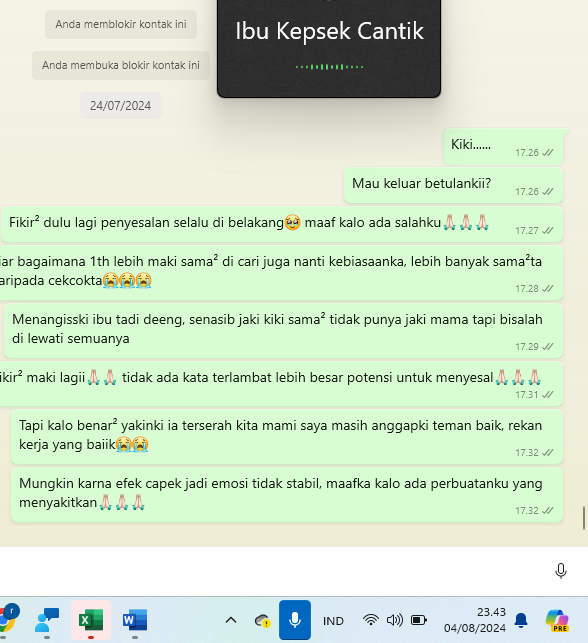 Anda memblokir kontak ini
Ibu Kepsek Cantik
Anda membuka blokir kontak ini
24/07/2024
Kiki......
17.26
Mau keluar betulankii?
17.26
Fikir² dulu lagi penyesalan selalu di belakang🥹 maaf kalo ada salahku🙏🏻🙏🏻🙏🏻
17.27
bagaimana 1th lebih maki sama² di cari juga nanti kebiasaanka, lebih banyak sama²ta
cekcokta😭😭😭
17.28
Menangisski ibu tadi deeng, senasib jaki kiki sama² tidak punya jaki mama tapi bisalah
di lewati semuanya
17.29
maki lagii🙏🏻🙏🏻 tidak ada kata terlambat lebih besar potensi untuk menyesal🙏🏻🙏🏻🙏🏻
17.31
Tapi kalo benar² yakinki ia terserah kita mami saya masih anggapki teman baik, rekan
kerja yang baiik😭😭
17.32
Mungkin karna efek capek jadi emosi tidak stabil, maafka kalo ada perbuatanku yang
menyakitkan🙏🏻🙏🏻🙏🏻
17.32
IND
23.43
04/08/2024
PRE